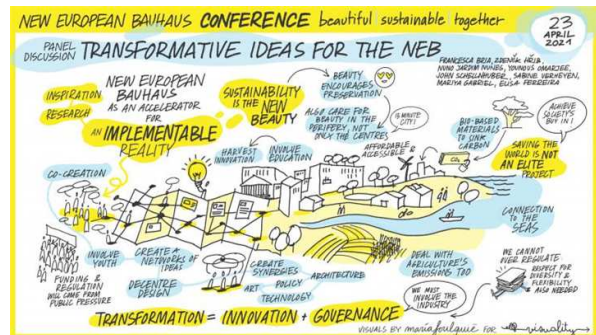 NEW EUROPEAN BAUHAUS CONFERENCE beautiful sustainable together
23
APRIL
2021
PANEL
DISCUSSION TRANSFORMATIVE IDEAS FOR THE NEB
FRANCESCA BRIA, ZDENĚK HŘIB,
NUNO JARDIM NUNES, YOUNOUS OMARJEE,
JOHN SCHELLNHUBER, SABINE VERHEYEN,
MARIYA GABRIEL, ELISA FERREIRA
INSPIRATION
RESEARCH
NEW EUROPEAN
BAUHAUS
AS AN ACCELERATOR
FOR
AN IMPLEMENTABLE
REALITY
SUSTAINABILITY
IS THE NEW
BEAUTY
BEAUTY
ENCOURAGES
PRESERVATION
ALSO CARE FOR
BEAUTY IN THE
PERIFERY, NOT
ONLY THE CENTRES
15 MINUTE
CITY!
BIO-BASED
MATERIALS
TO SINK
CARBON
CO₂
ACHIEVE
SOCIETY'S
BUY IN!
SAVING THE
WORLD IS NOT
AN ELITE
PROJECT
HARVEST
INNOVATION
INVOLVE
EDUCATION
AFFORDABLE
ACCESSIBLE &
CO-CREATION
CONNECTION
TO THE
SEAS
INVOLVE
YOUTH
FUNDING &
REGULATION
WILL COME FROM
PUBLIC PRESSURE
CREATE A
NETWORKS OF
IDEAS
DECENTRE
DESIGN
CREATE
SYNERGIES
ART
POLICY
TECHNOLOGY
ARCHITECTURE
DEAL WITH
AGRICULTURE'S
EMISSIONS TOO
WE CANNOT
OVER REGULATE
RESPECT FOR
DIVERSITY &
FLEXIBILITY
ALSO NEEDED
WE MUST
INVOLVE THE
INDUSTRY
TRANSFORMATION = INNOVATION + GOVERNANCE
VISUALS BY mariafoulquié FOR visuality